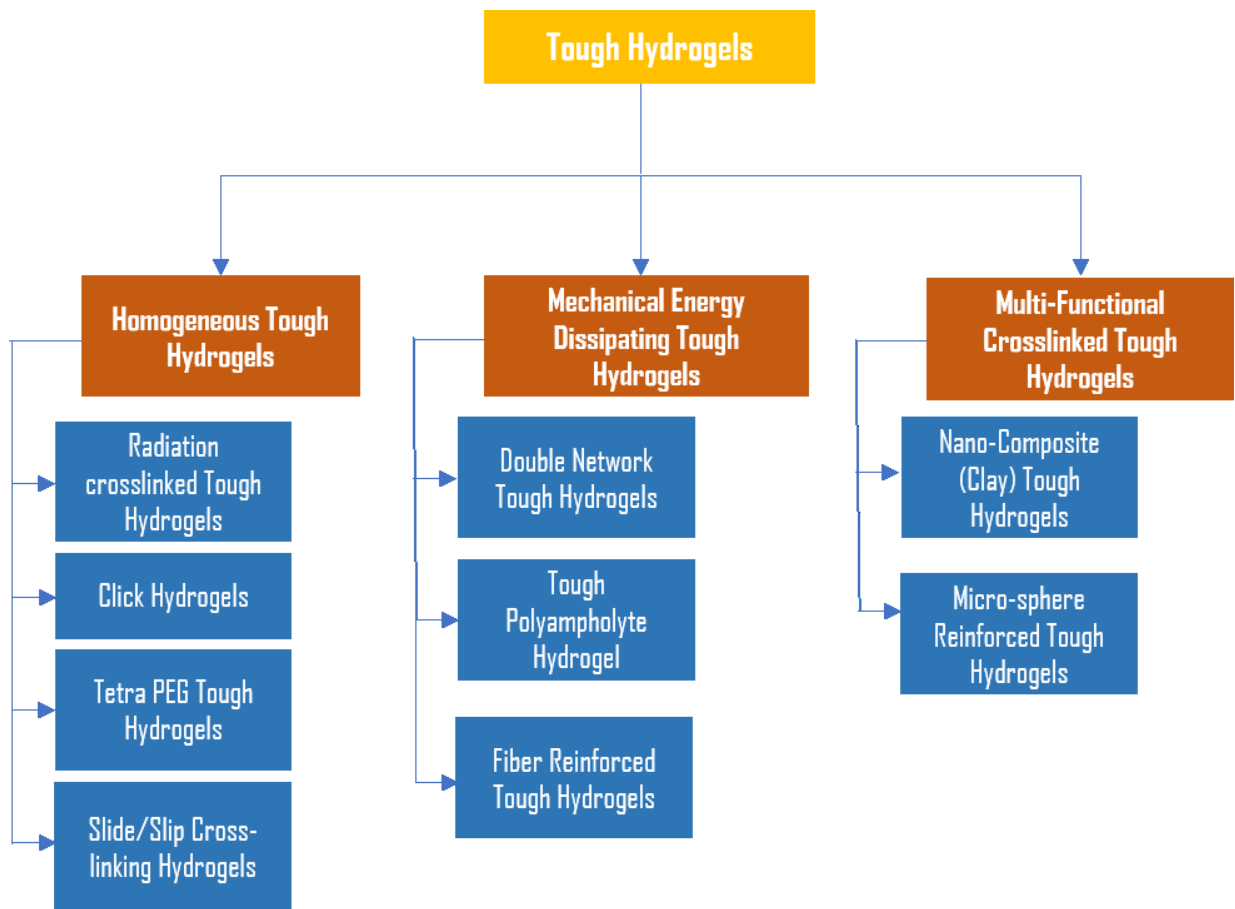 Tough Hydrogels
Homogeneous Tough
Hydrogels
Mechanical Energy
Dissipating Tough
Hydrogels
Multi-Functional
Crosslinked Tough
Hydrogels
Radiation
crosslinked Tough
Hydrogels
Click Hydrogels
Tetra PEG Tough
Hydrogels
Slide/Slip Cross-
linking Hydrogels
Double Network
Tough Hydrogels
Tough
Polyampholyte
Hydrogel
Fiber Reinforced
Tough Hydrogels
Nano-Composite
(Clay) Tough
Hydrogels
Micro-sphere
Reinforced Tough
Hydrogels